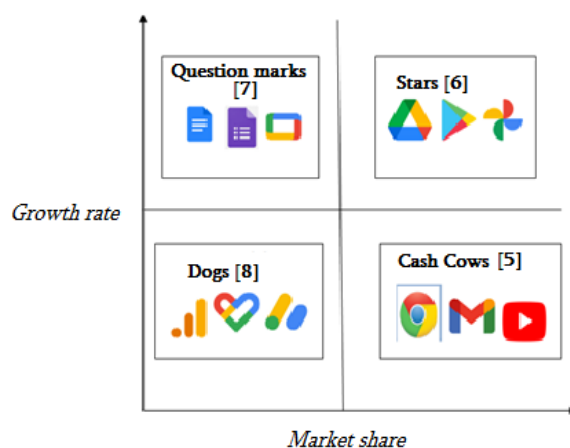 Question marks
[7]
Stars [6]
Growth rate
Dogs [8]
Cash Cows [5]
Market share